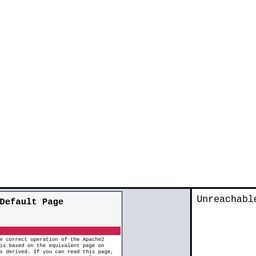 Default Page
Unreachable
e correct operation of the Apache2
is based on the equivalent page on
s derived. If you can read this page,